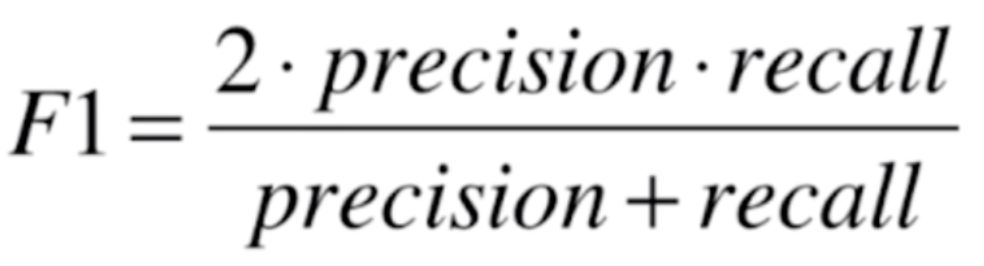 F1 = 2 · precision · recall / precision + recall